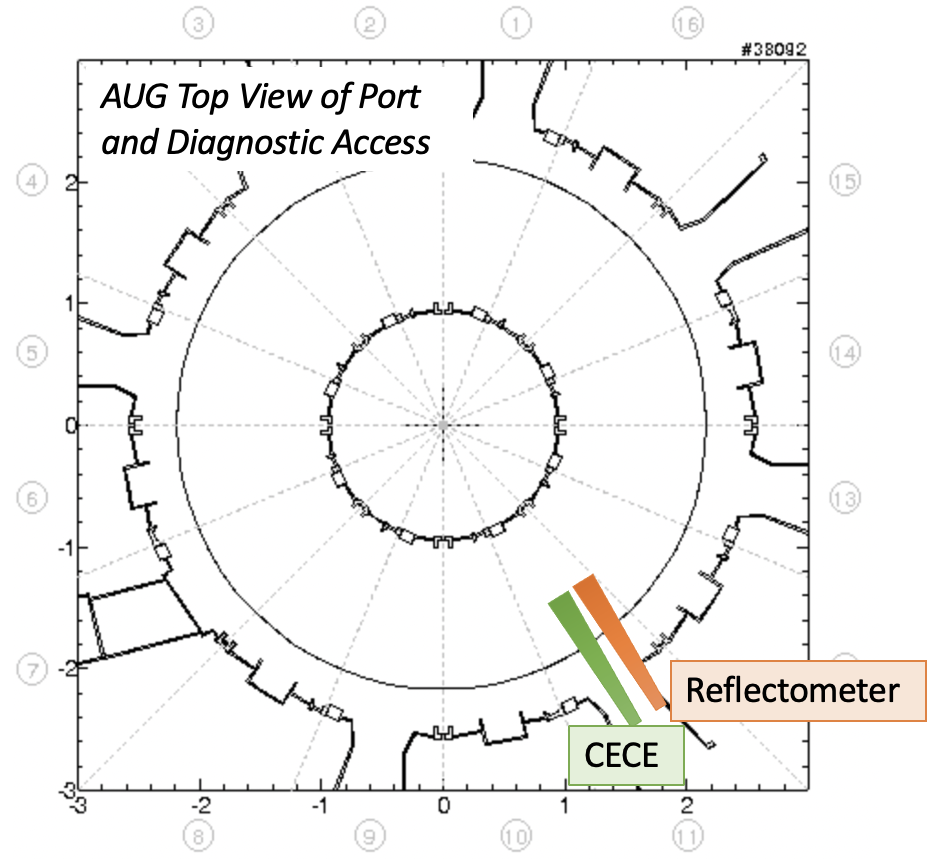 3 2 1 16
#38092
AUG Top View of Port
and Diagnostic Access
4 2 15
1
5 14
0
6 13
-1
7 -2
Reflectometer
CECE
-3
-3 -2 -1 0 1 2
8 9 10 11